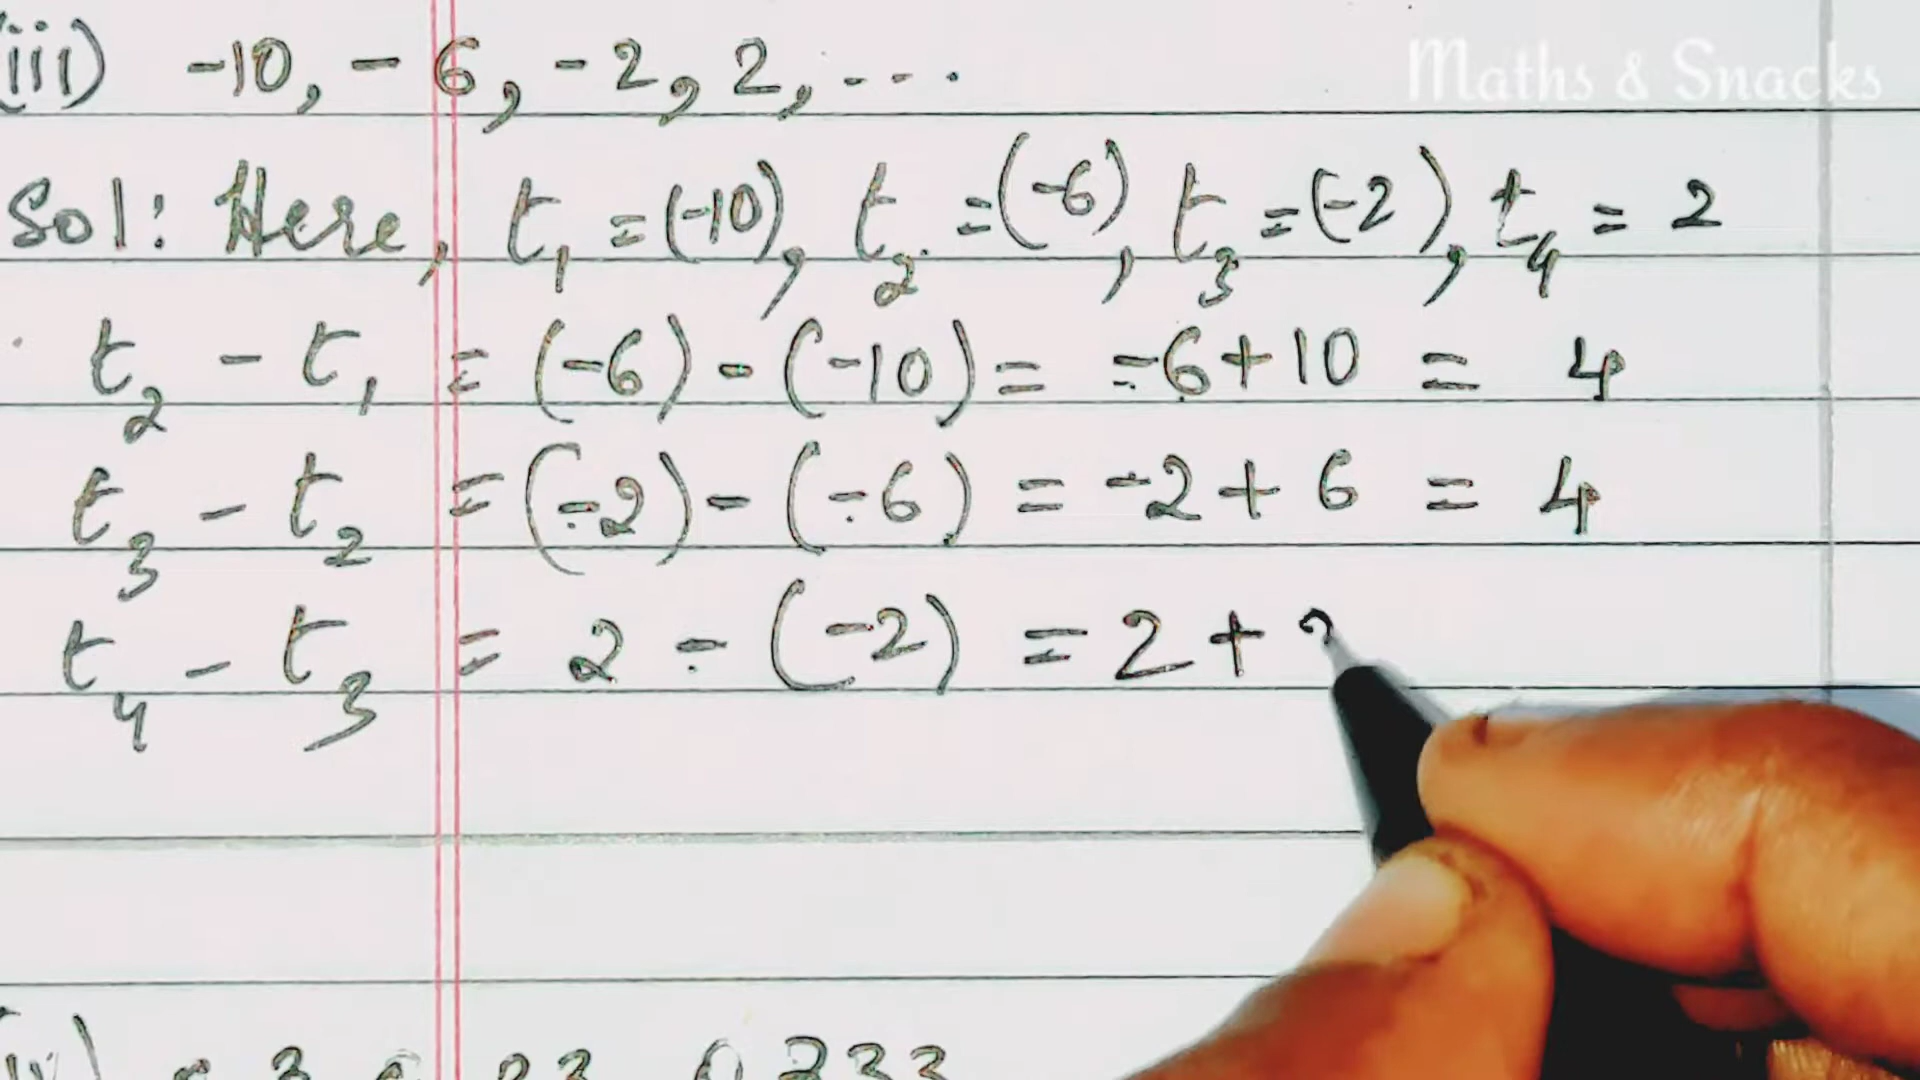 (iii) -10, -6, -2, 2, ....
Maths & Snacks
Sol: Here, t₁ = (-10), t₂ = (-6), t₃ = (-2), t₄ = 2
t₂ - t₁ = (-6) - (-10) = -6+10 = 4
t₃ - t₂ = (-2) - (-6) = -2+6 = 4
t₄ - t₃ = 2 - (-2) = 2 +